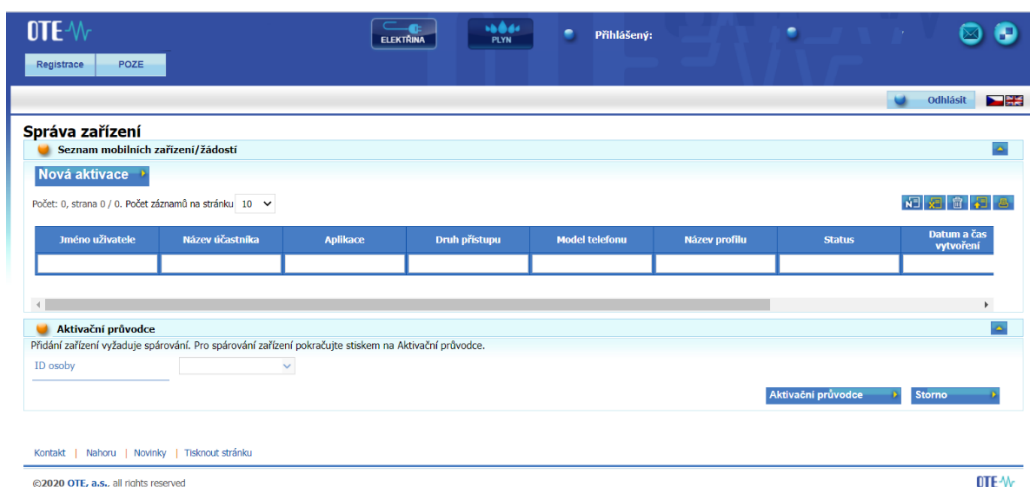 OTE
ELEKTŘINA
PLYN
Přihlášený:
Registrace POZE
Odhlásit
Správa zařízení
Seznam mobilních zařízení/žádostí
Nová aktivace
Počet: 0, strana 0 / 0. Počet záznamů na stránku 10
Jméno uživatele Název účastníka Aplikace Druh přístupu Model telefonu Název profilu Status Datum a čas vytvoření
Aktivační průvodce
Přidání zařízení vyžaduje spárování. Pro spárování zařízení pokračujte stiskem na Aktivační průvodce.
ID osoby
Aktivační průvodce Storno
Kontakt | Nahoru | Novinky | Tisknout stránku
©2020 OTE, a.s., all rights reserved
OTE